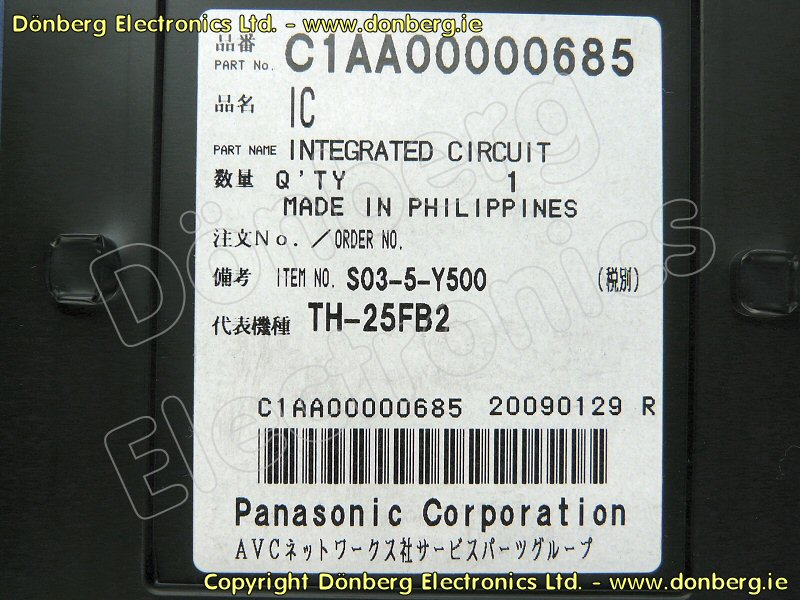 Dönberg Electronics Ltd. - www.donberg.ie
品番
PART No. C1AA00000685
品名 IC
PART NAME INTEGRATED CIRCUIT
数量 Q'TY 1
MADE IN PHILIPPINES
注文No.／ORDER NO.
備考 ITEM NO. S03-5-Y500 (税別)
代表機種 TH-25FB2
C1AA00000685 20090129 R
Panasonic Corporation
AVCネットワークス社サービスパーツグループ
Dönberg
Electronics
Dönberg
Electronics
Copyright Dönberg Electronics Ltd. - www.donberg.ie